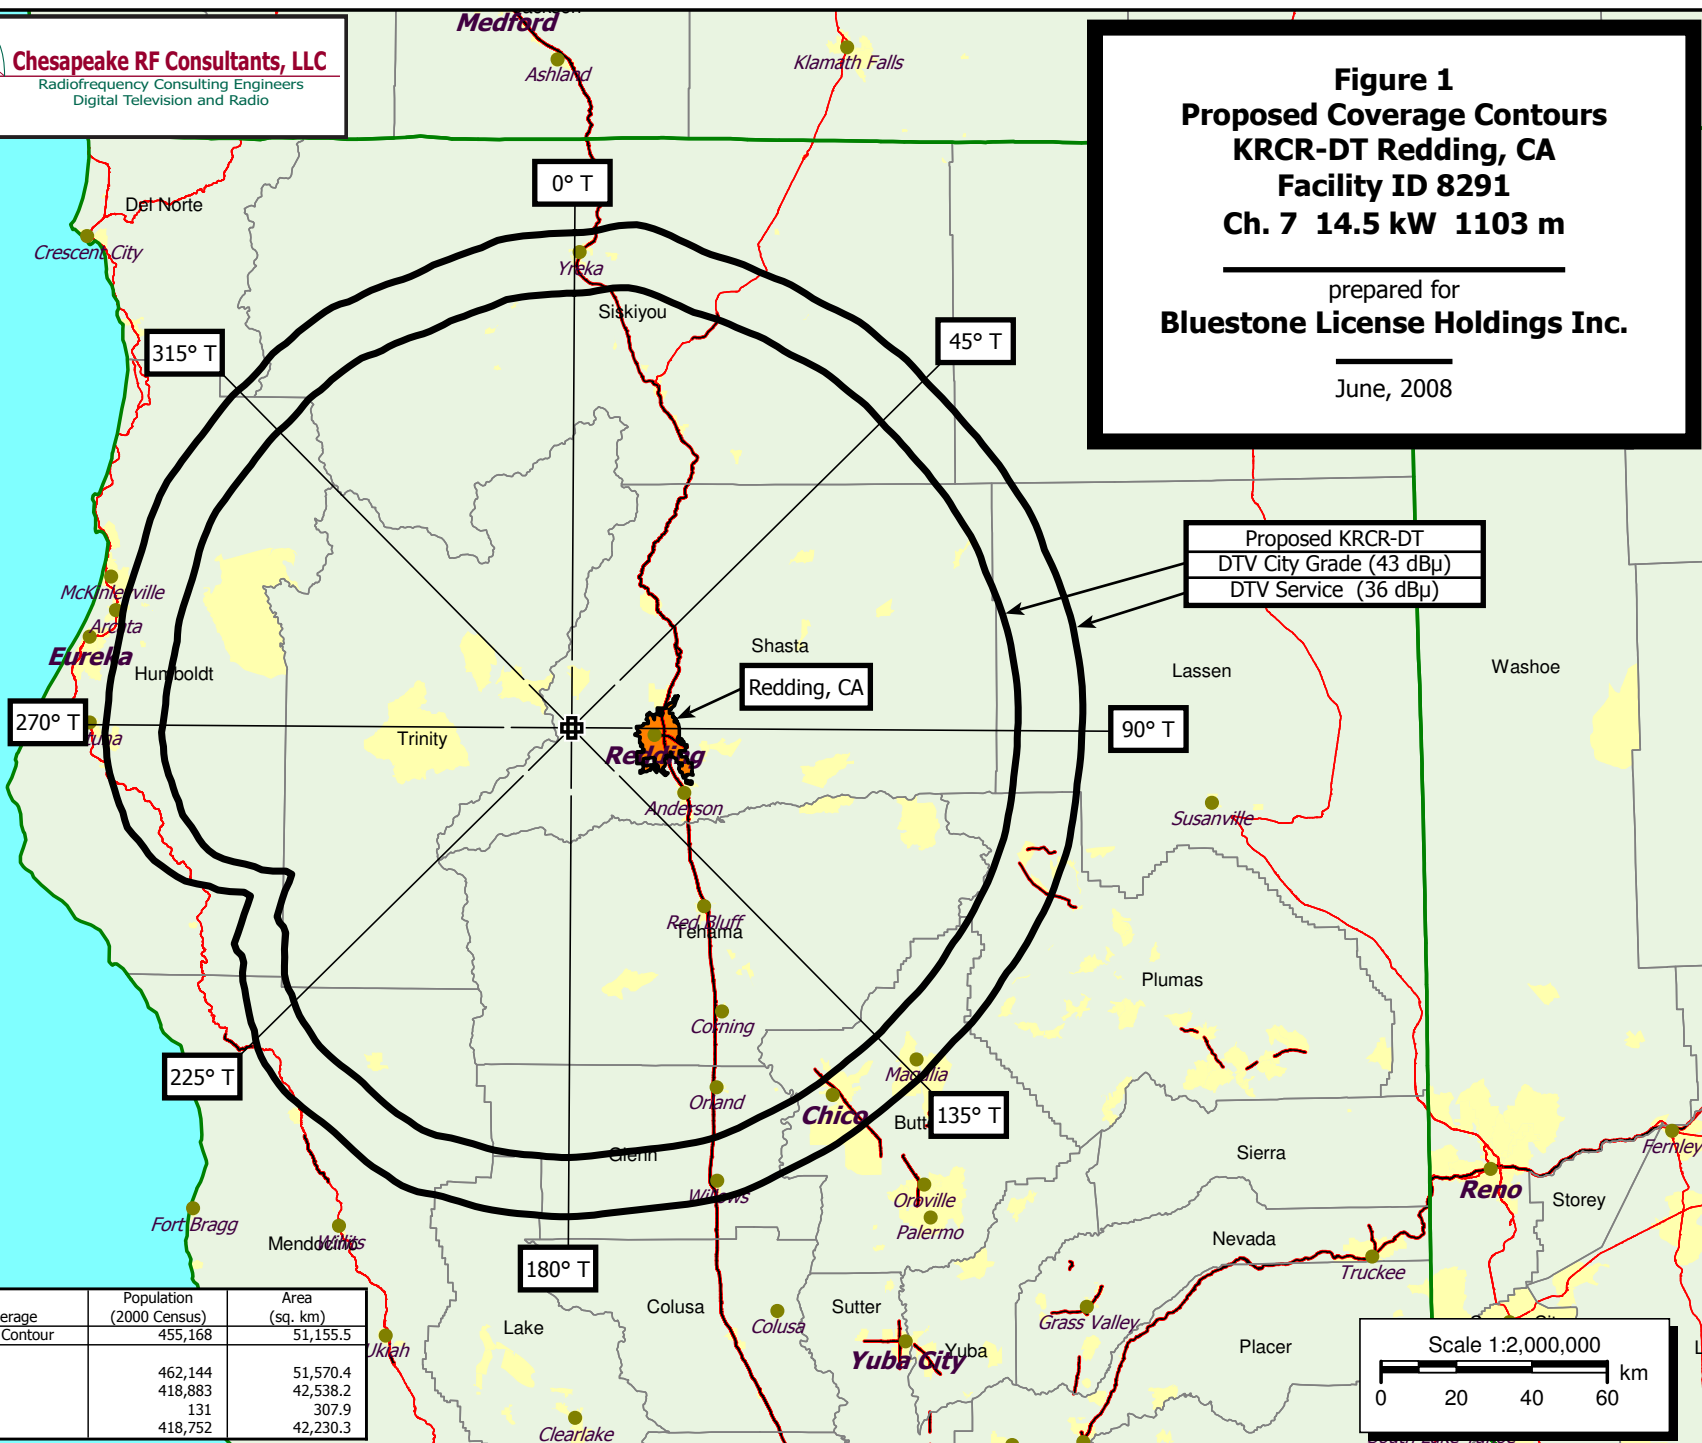 Chesapeake RF Consultants, LLC
Radiofrequency Consulting Engineers
Digital Television and Radio
Figure 1
Proposed Coverage Contours
KRCR-DT Redding, CA
Facility ID 8291
Ch. 7 14.5 kW 1103 m
prepared for
Bluestone License Holdings Inc.
June, 2008
Medford
Ashland
Klamath Falls
0° T
Del Norte
Crescent City
Yreka
Siskiyou
315° T
45° T
Proposed KRCR-DT
DTV City Grade (43 dBµ)
DTV Service (36 dBµ)
McKinleyville
Arcata
Eureka
Humboldt
Shasta
Lassen
Washoe
Redding, CA
270° T
Trinity
90° T
Redding
Anderson
Susanville
Red Bluff
Tehama
Plumas
Corning
225° T
Magalia
Orland
Chico
135° T
Glenn
Sierra
Fernley
Willows
Oroville
Reno
Storey
Fort Bragg
Permo
Mendocino
Willits
Nevada
180° T
Truckee
Colusa
Sutter
Colusa
Grass Valley
Lake
Ukiah
Yuba City
Yuba
Placer
Clearlake
erage Population (2000 Census) Area (sq. km)
Contour 455,168 51,155.5
462,144 51,570.4
418,883 42,538.2
131 307.9
418,752 42,230.3
Scale 1:2,000,000
km
0 20 40 60